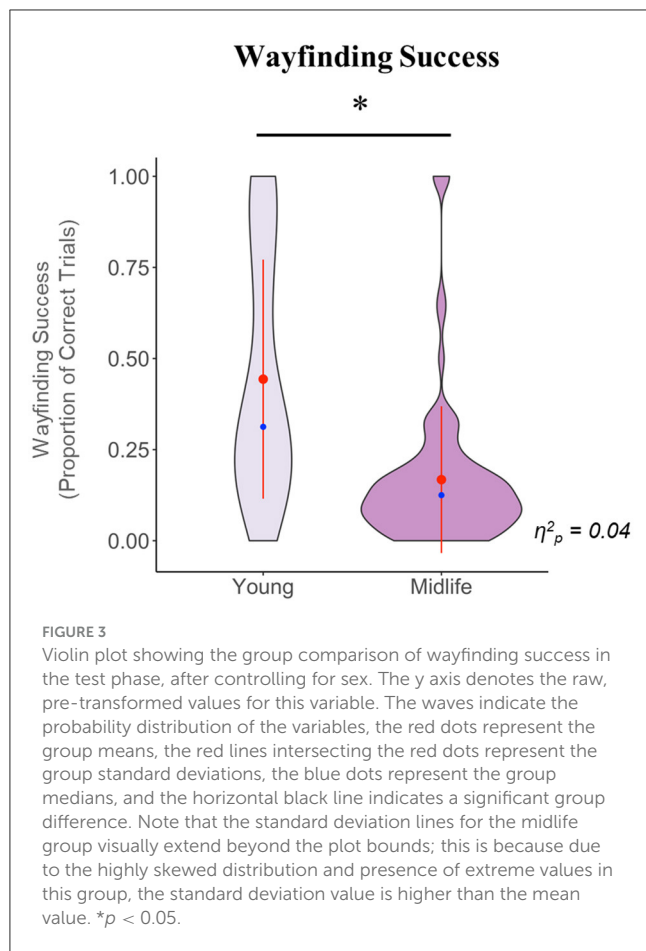 Wayfinding Success
*
Wayfinding Success
(Proportion of Correct Trials)
1.00
0.75
0.50
0.25
0.00
η²p = 0.04
Young
Midlife
FIGURE 3
Violin plot showing the group comparison of wayfinding success in
the test phase, after controlling for sex. The y axis denotes the raw,
pre-transformed values for this variable. The waves indicate the
probability distribution of the variables, the red dots represent the
group means, the red lines intersecting the red dots represent the
group standard deviations, the blue dots represent the group
medians, and the horizontal black line indicates a significant group
difference. Note that the standard deviation lines for the midlife
group visually extend beyond the plot bounds; this is because due
to the highly skewed distribution and presence of extreme values in
this group, the standard deviation value is higher than the mean
value. *p < 0.05.